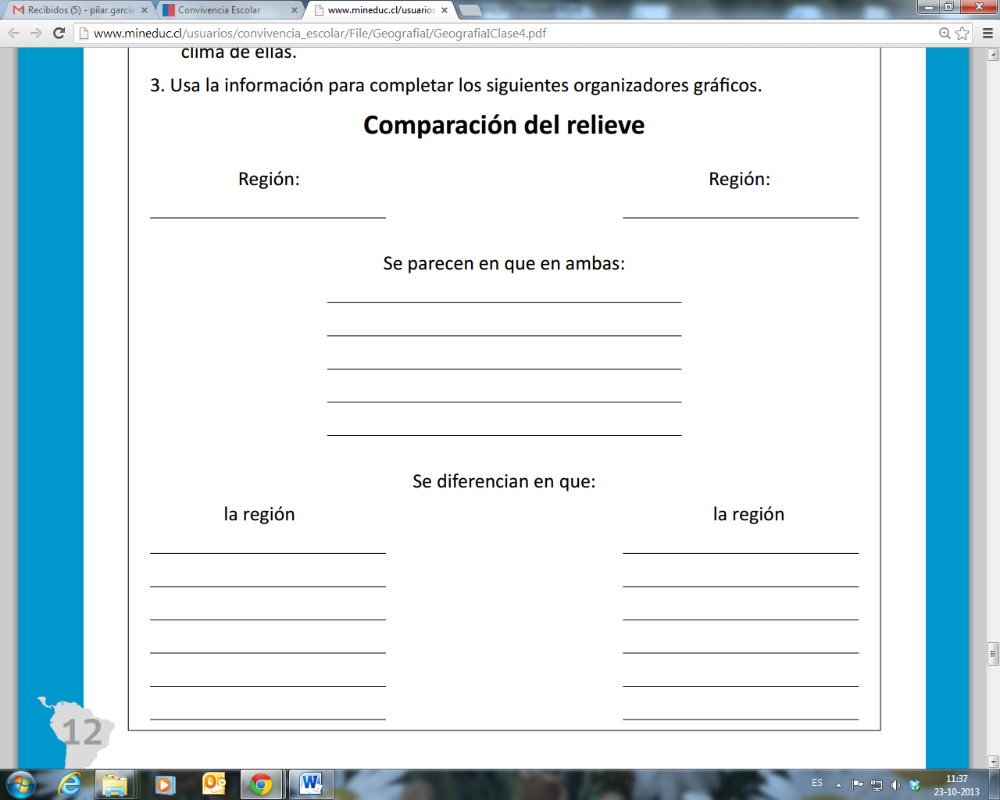 Recibidos (5) - pilar.garcia
Convivencia Escolar
www.mineduc.cl/usuarios
www.mineduc.cl/usuarios/convivencia_escolar/File/GeografiaI/GeografiaIClase4.pdf
clima de ellas.
3. Usa la información para completar los siguientes organizadores gráficos.
Comparación del relieve
Región:
Región:
Se parecen en que en ambas:
Se diferencian en que:
la región
la región
12
ES
11:37
23-10-2013